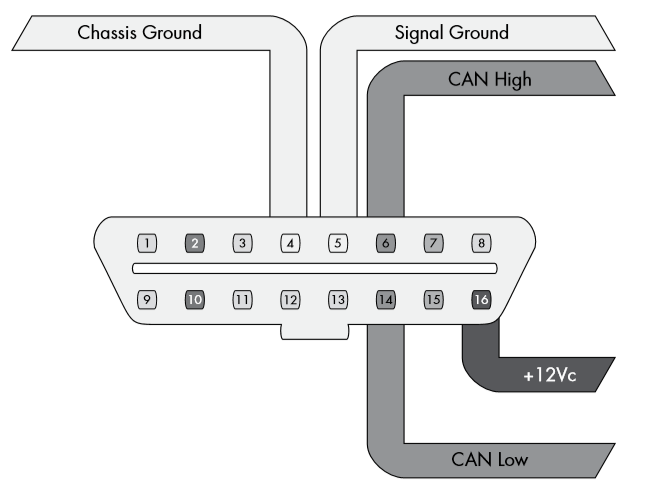 Chassis Ground
Signal Ground
CAN High
1 2 3 4 5 6 7 8
9 10 11 12 13 14 15 16
+12Vc
CAN Low